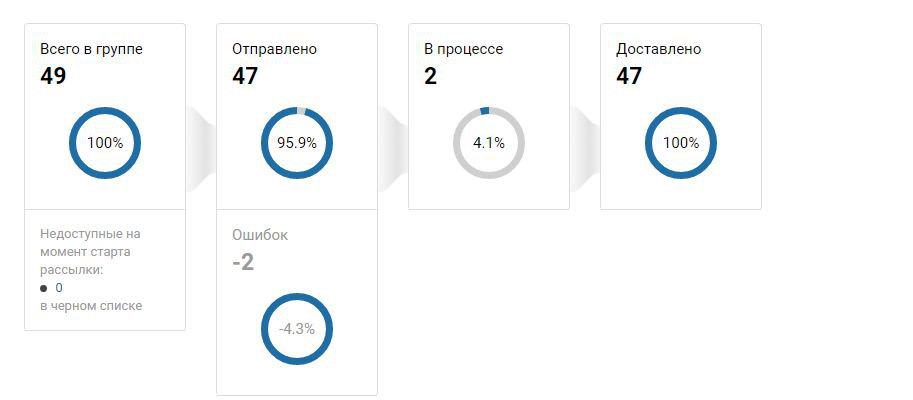 Всего в группе
49
100%
Недоступные на
момент старта
рассылки:
0
в черном списке
Отправлено
47
95.9%
Ошибок
-2
-4.3%
В процессе
2
4.1%
Доставлено
47
100%